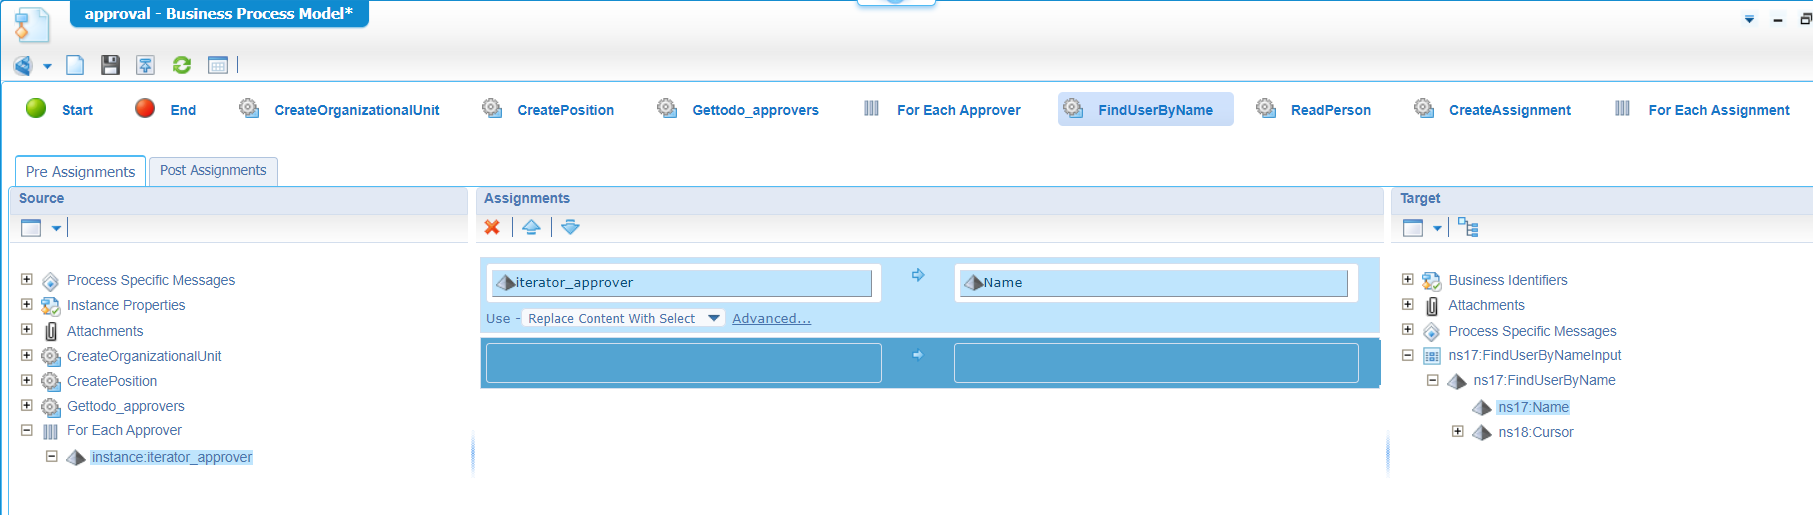 approval - Business Process Model*
Start End CreateOrganizationalUnit CreatePosition Gettodo_approvers For Each Approver FindUserByName ReadPerson CreateAssignment For Each Assignment
Pre Assignments Post Assignments
Source Assignments Target
Process Specific Messages
Instance Properties
Attachments
CreateOrganizationalUnit
CreatePosition
Gettodo_approvers
For Each Approver
instance:iterator_approver
iterator_approver Name
Use - Replace Content With Select Advanced...
Business Identifiers
Attachments
Process Specific Messages
ns17:FindUserByNameInput
ns17:FindUserByName
ns17:Name
ns18:Cursor